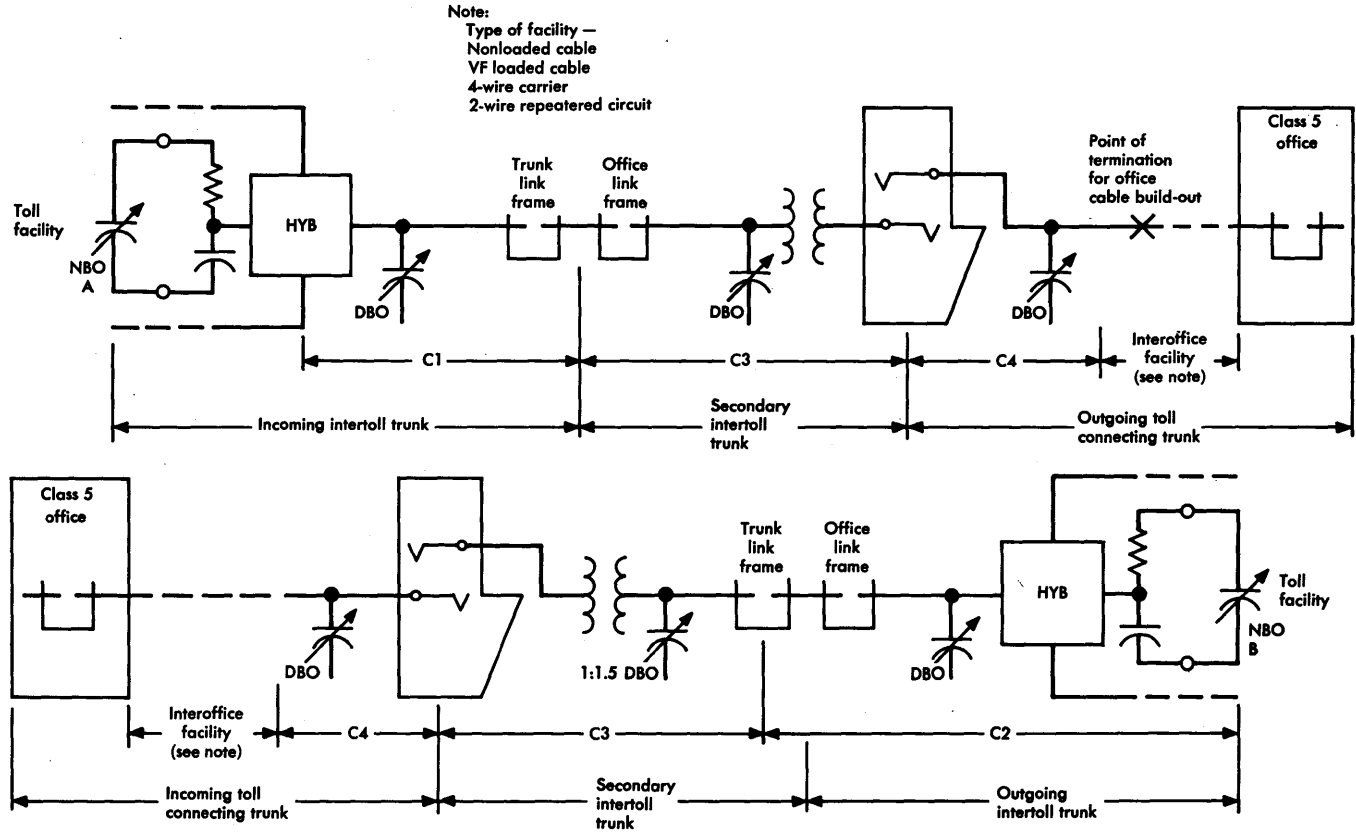 Note:
Type of facility —
Nonloaded cable
VF loaded cable
4-wire carrier
2-wire repeatered circuit
Toll
facility
NBO
A
HYB
DBO
Trunk
link
frame
Office
link
frame
DBO
DBO
Point of
termination
for office
cable build-out
Class 5
office
C1
C3
C4
Interoffice
facility
(see note)
Incoming intertoll trunk
Secondary
intertoll
trunk
Outgoing toll
connecting trunk
Class 5
office
DBO
1:1.5 DBO
Trunk
link
frame
Office
link
frame
DBO
HYB
Toll
facility
NBO
B
Interoffice
facility
(see note)
C4
C3
C2
Incoming toll
connecting trunk
Secondary
intertoll
trunk
Outgoing
intertoll trunk